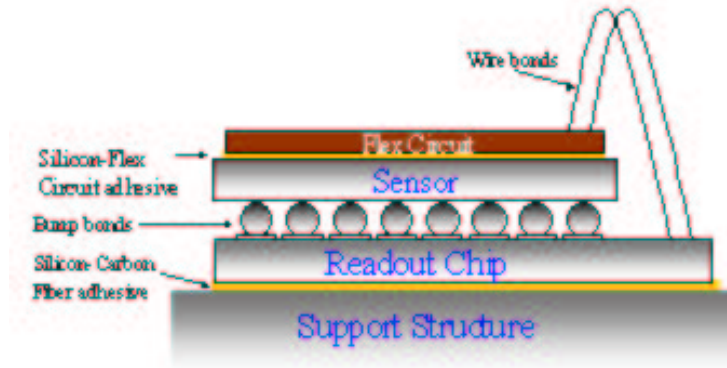 Wire bonds
Flex Circuit
Silicon-Flex
Circuit adhesive
Sensor
Bump bonds
Silicon-Carbon
Fiber adhesive
Readout Chip
Support Structure